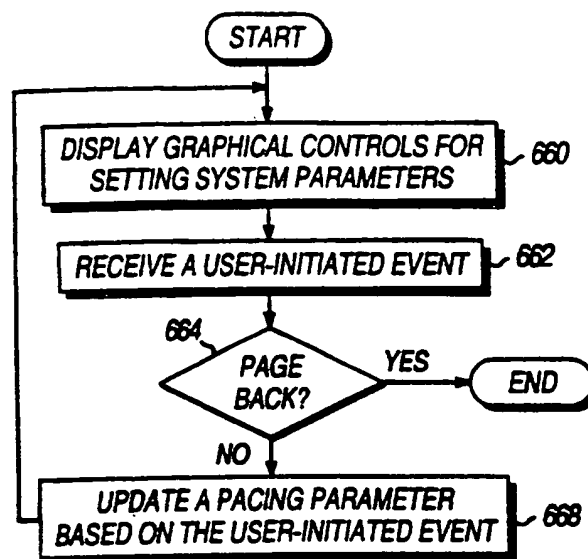 START
DISPLAY GRAPHICAL CONTROLS FOR
SETTING SYSTEM PARAMETERS
660
RECEIVE A USER-INITIATED EVENT
662
664
PAGE
BACK?
YES
END
NO
UPDATE A PACING PARAMETER
BASED ON THE USER-INITIATED EVENT
668